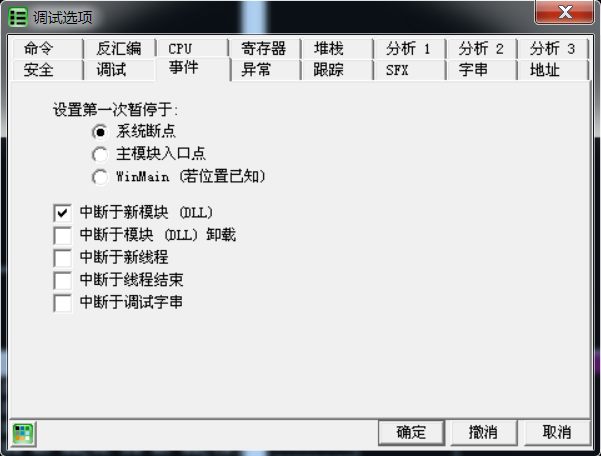 调试选项
命令 反汇编 CPU 寄存器 堆栈 分析 1 分析 2 分析 3
安全 调试 事件 异常 跟踪 SFX 字串 地址
设置第一次暂停于:
系统断点
主模块入口点
WinMain (若位置已知)
中断于新模块 (DLL)
中断于模块 (DLL) 卸载
中断于新线程
中断于线程结束
中断于调试字串
确定 撤消 取消